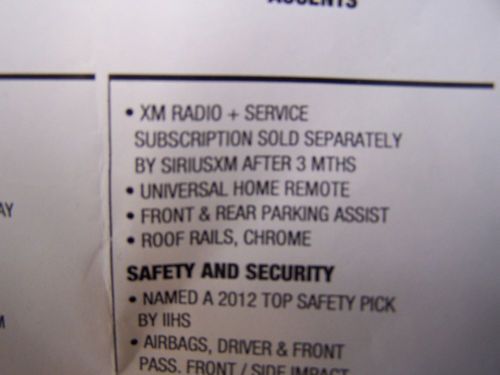 ACCENTS
• XM RADIO + SERVICE
SUBSCRIPTION SOLD SEPARATELY
BY SIRIUSXM AFTER 3 MTHS
• UNIVERSAL HOME REMOTE
AY
• FRONT & REAR PARKING ASSIST
• ROOF RAILS, CHROME
SAFETY AND SECURITY
• NAMED A 2012 TOP SAFETY PICK
M
BY IIHS
• AIRBAGS, DRIVER & FRONT
PASS. FRONT / SIDE IMPACT